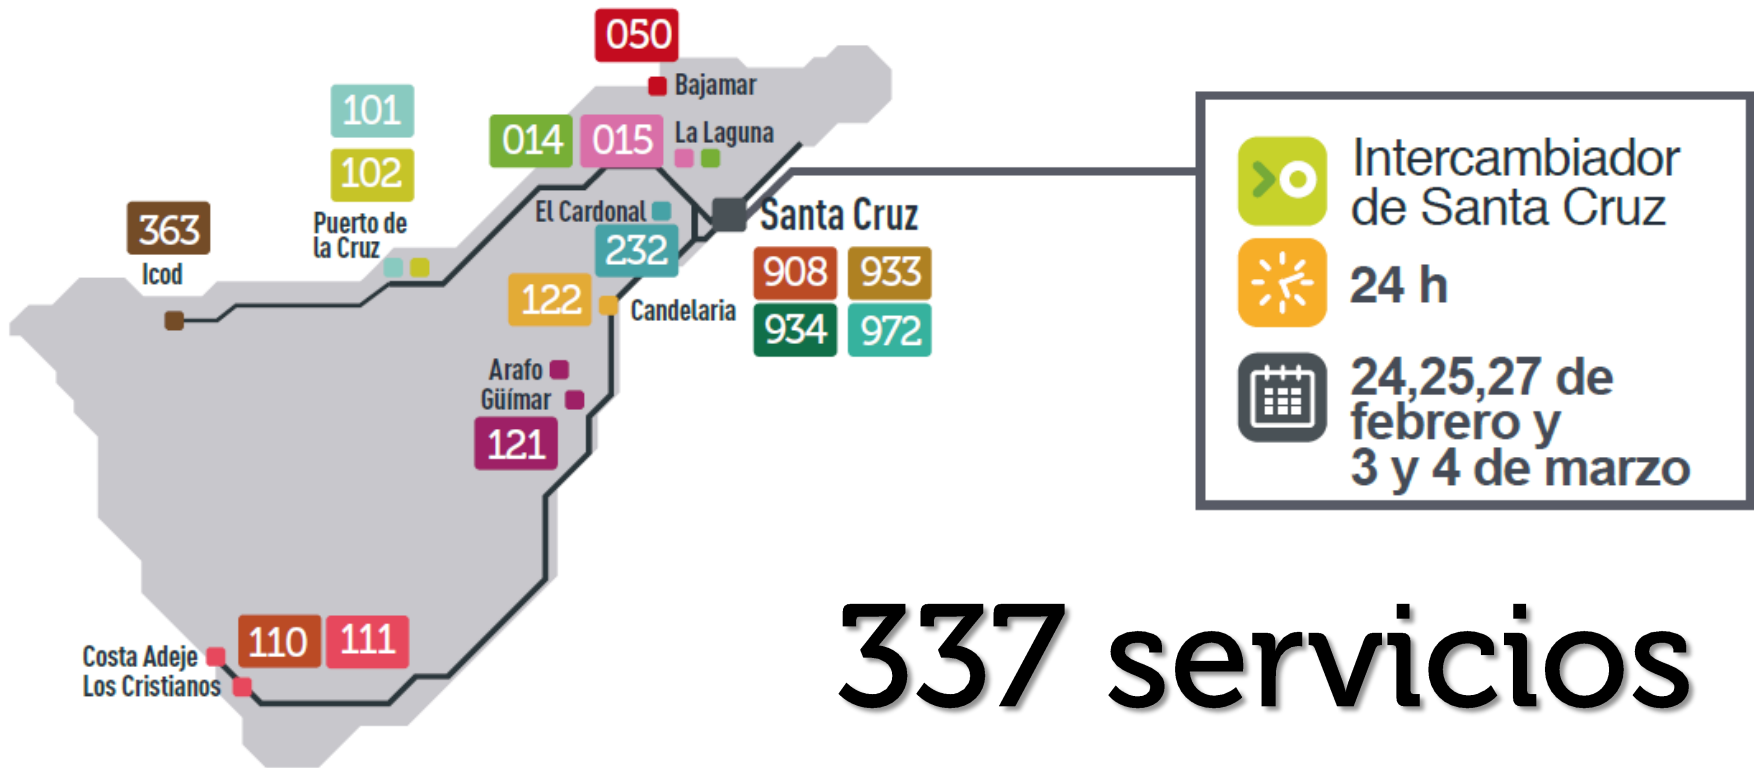 050
Bajamar
101
014
015
La Laguna
102
363
Icod
Puerto de
la Cruz
El Cardonal
Santa Cruz
232
908
933
122
Candelaria
934
972
Arafo
Güímar
121
110
111
Costa Adeje
Los Cristianos
Intercambiador
de Santa Cruz
24 h
24,25,27 de
febrero y
3 y 4 de marzo
337 servicios